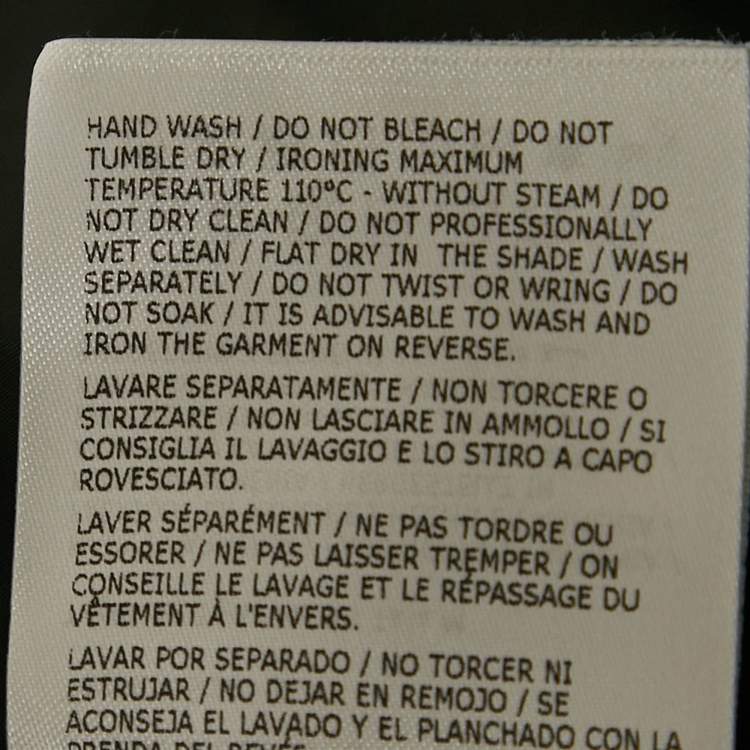 HAND WASH / DO NOT BLEACH / DO NOT
TUMBLE DRY / IRONING MAXIMUM
TEMPERATURE 110°C - WITHOUT STEAM / DO
NOT DRY CLEAN / DO NOT PROFESSIONALLY
WET CLEAN / FLAT DRY IN THE SHADE / WASH
SEPARATELY / DO NOT TWIST OR WRING / DO
NOT SOAK / IT IS ADVISABLE TO WASH AND
IRON THE GARMENT ON REVERSE.
LAVARE SEPARATAMENTE / NON TORCERE O
STRIZZARE / NON LASCIARE IN AMMOLLO / SI
CONSIGLIA IL LAVAGGIO E LO STIRO A CAPO
ROVESCIATO.
LAVER SÉPARÉMENT / NE PAS TORDRE OU
ESSORER / NE PAS LAISSER TREMPER / ON
CONSEILLE LE LAVAGE ET LE RÉPASSAGE DU
VÊTEMENT À L'ENVERS.
LAVAR POR SEPARADO / NO TORCER NI
ESTRUJAR / NO DEJAR EN REMOJO / SE
ACONSEJA EL LAVADO Y EL PLANCHADO CON LA
PRENDA DEL REVÉS